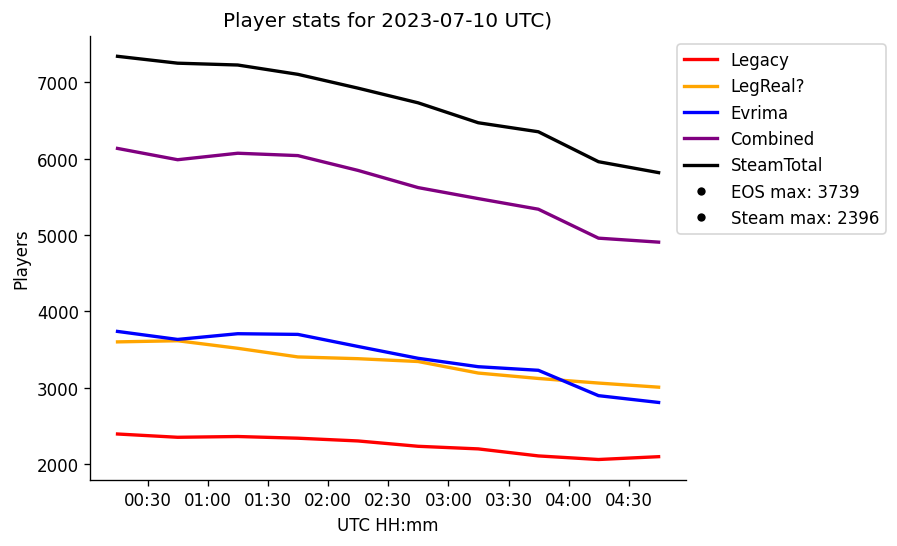 Player stats for 2023-07-10 UTC)
Legacy
LegReal?
Evrima
Combined
SteamTotal
EOS max: 3739
Steam max: 2396
Players
7000
6000
5000
4000
3000
2000
00:30 01:00 01:30 02:00 02:30 03:00 03:30 04:00 04:30
UTC HH:mm